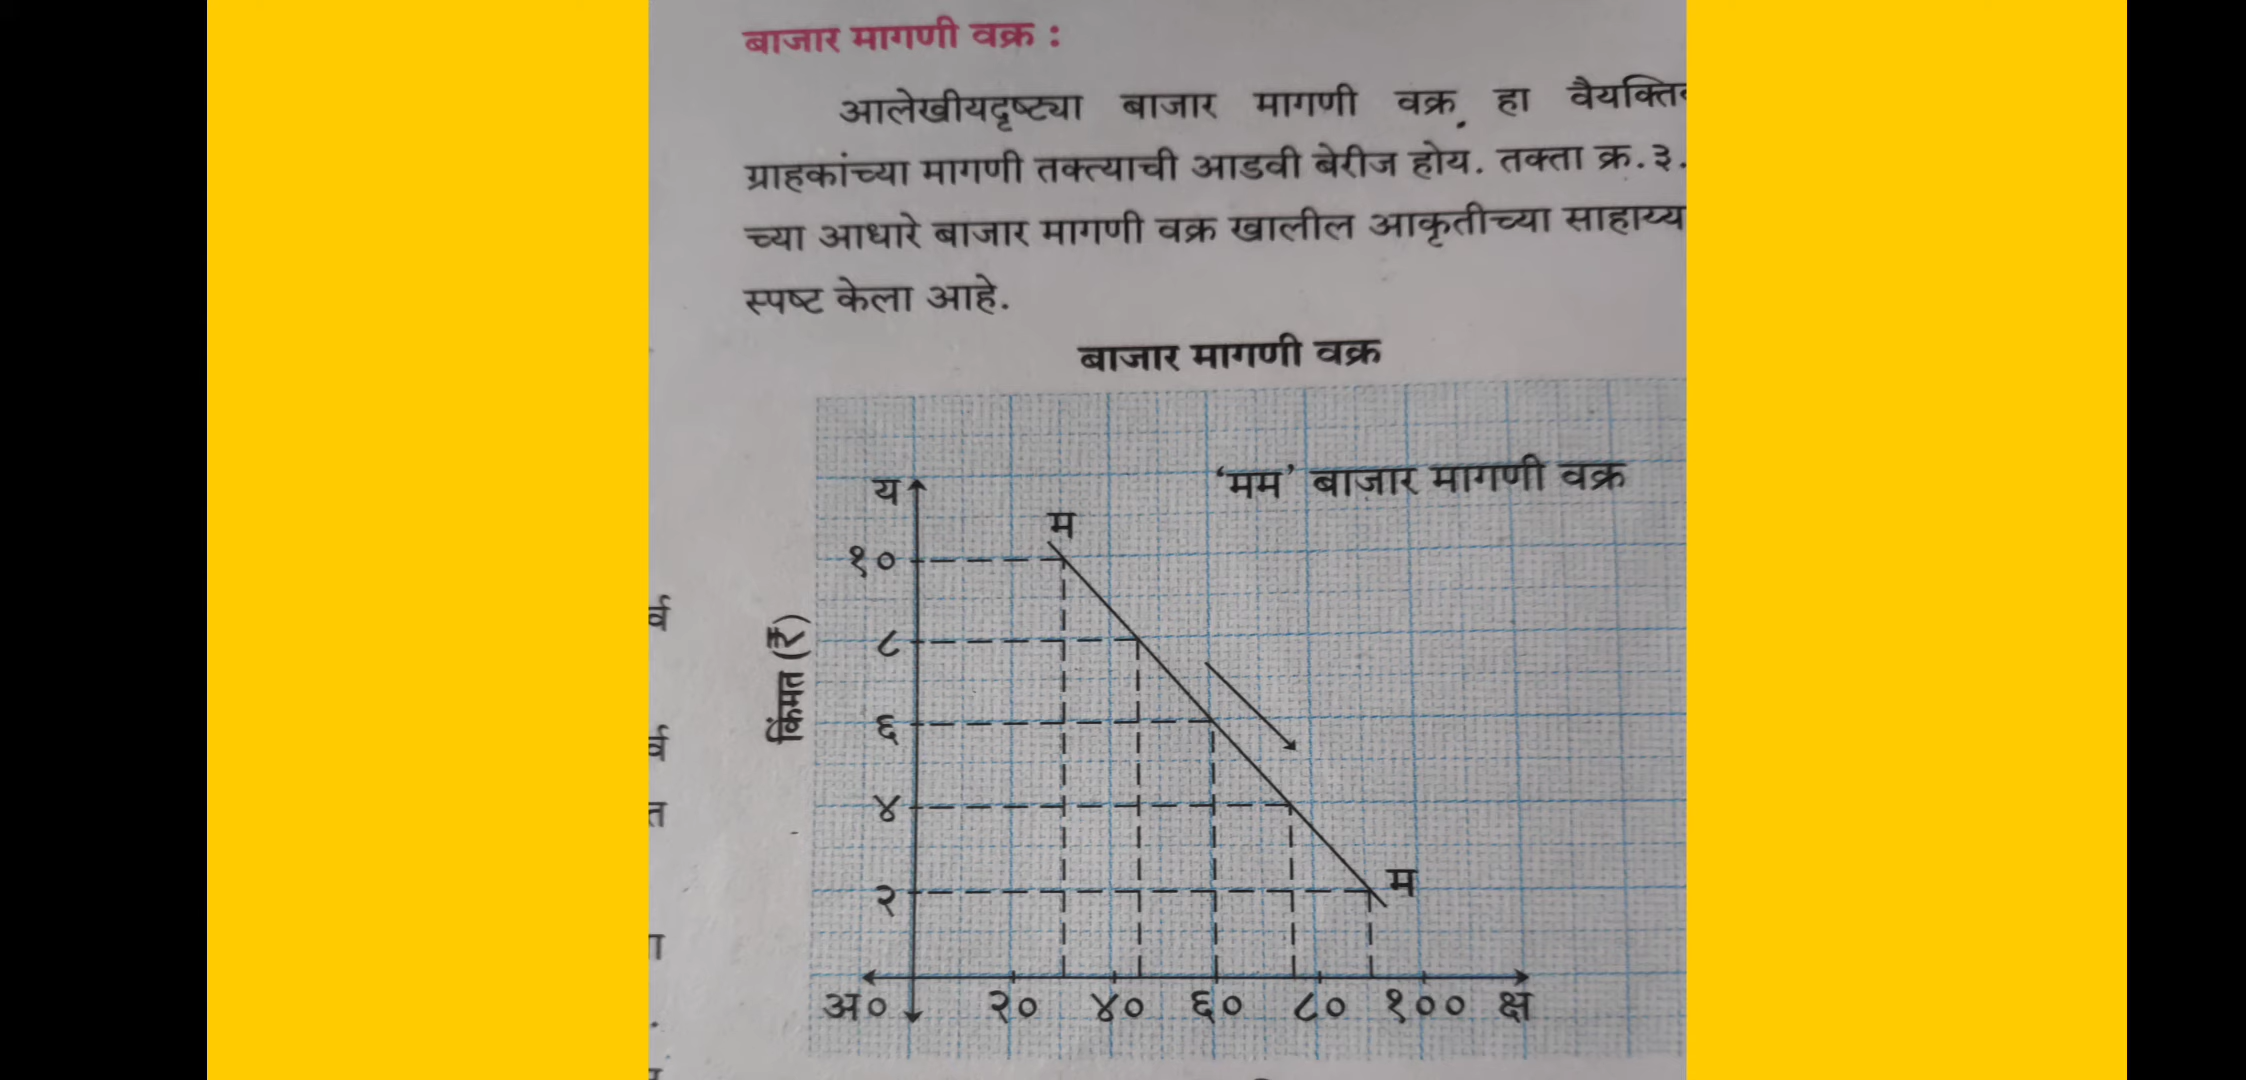 बाजार मागणी वक्र :
आलेखीयदृष्ट्या बाजार मागणी वक्र हा
ग्राहकांच्या मागणी तक्त्याची आडवी बेरीज होय. तक्ता क्र.३.
च्या आधारे बाजार मागणी वक्र खालील आकृतीच्या
स्पष्ट केला आहे.
बाजार मागणी वक्र
‘मम’ बाजार मागणी वक्र
य
म
१०
८
किंमत (₹)
६
४
२
म
अ० २० ४० ६० ८० १०० क्ष